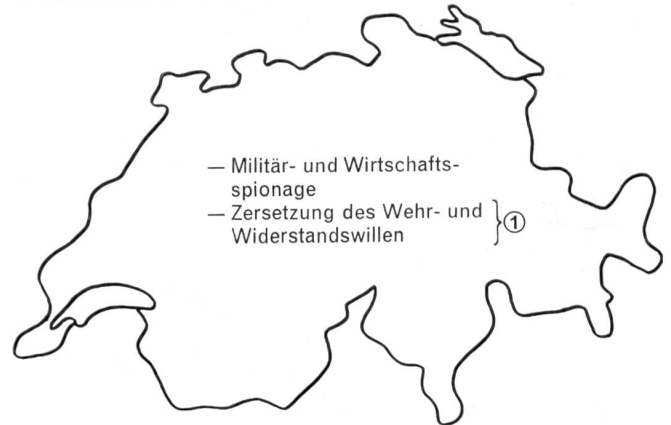 — Militär- und Wirtschafts-
spionage
— Zersetzung des Wehr- und
Widerstandswillen
①